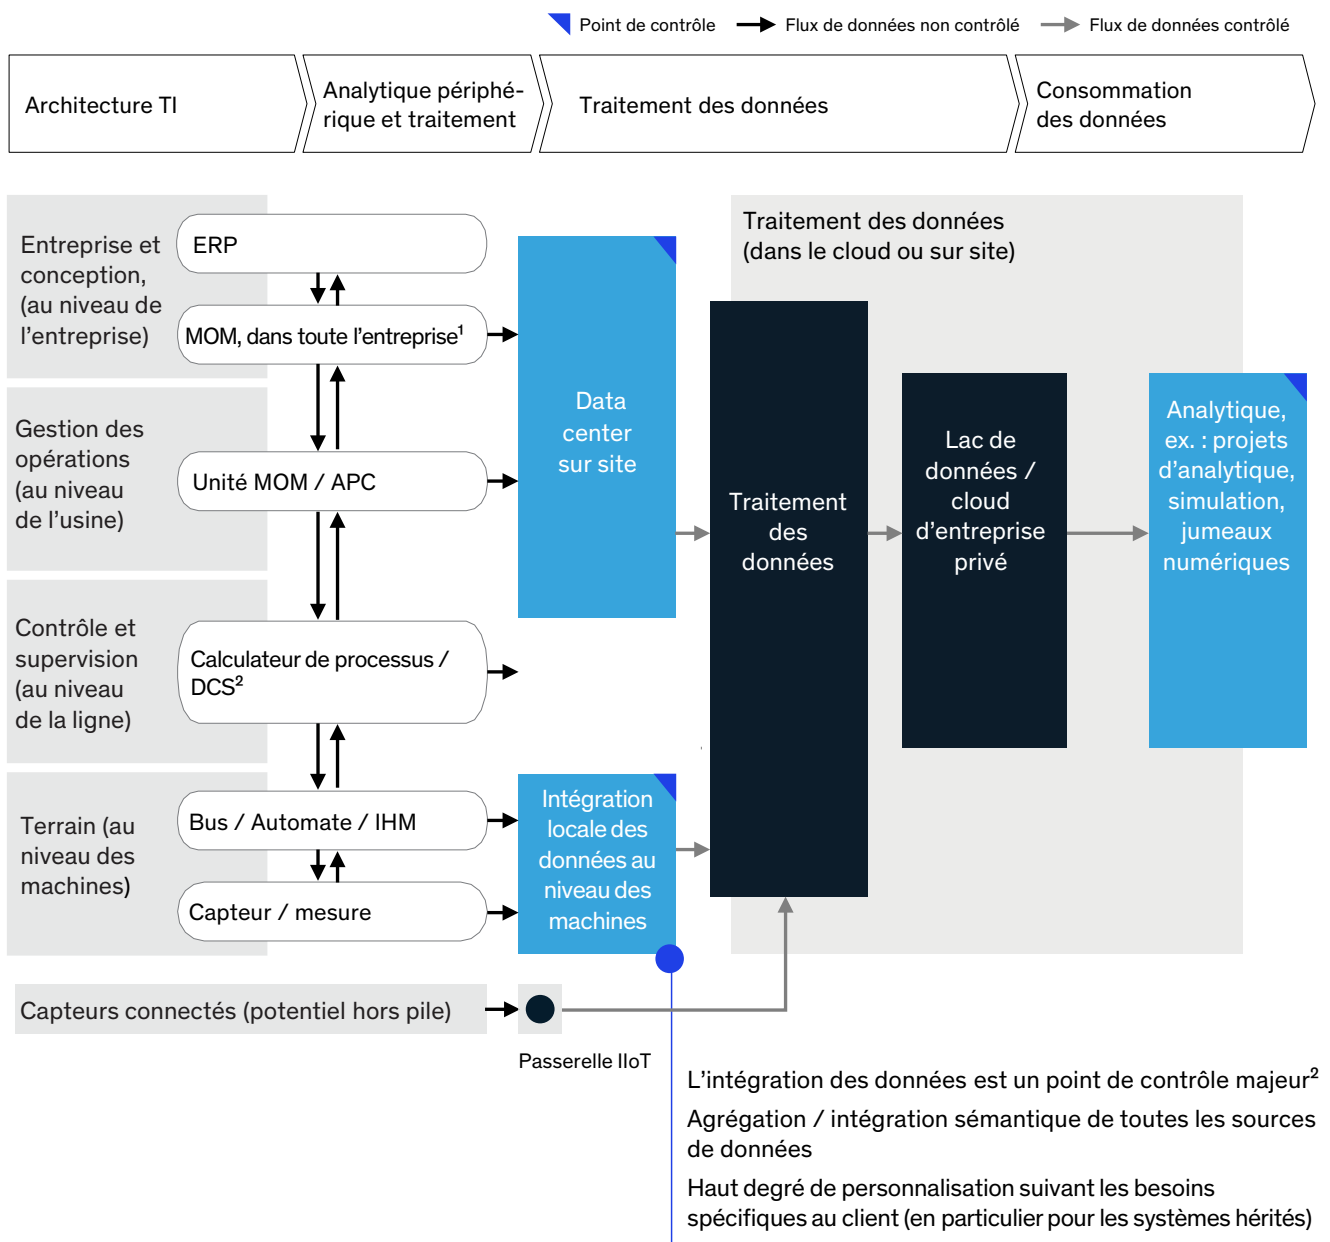 Point de contrôle
Flux de données non contrôlé
Flux de données contrôlé
Architecture TI
Analytique périphé-
rique et traitement
Traitement des données
Consommation
des données
Entreprise et
conception,
(au niveau de
l’entreprise)
ERP
MOM, dans toute l’entreprise¹
Gestion des
opérations
(au niveau
de l’usine)
Unité MOM / APC
Contrôle et
supervision
(au niveau
de la ligne)
Calculateur de processus /
DCS²
Terrain (au
niveau des
machines)
Bus / Automate / IHM
Capteur / mesure
Capteurs connectés (potentiel hors pile)
Data
center
sur site
Intégration
locale des
données au
niveau des
machines
Passerelle IIoT
Traitement des données
(dans le cloud ou sur site)
Traitement
des
données
Lac de
données /
cloud
d’entreprise
privé
Analytique,
ex. : projets
d’analytique,
simulation,
jumeaux
numériques
L’intégration des données est un point de contrôle majeur²
Agrégation / intégration sémantique de toutes les sources
de données
Haut degré de personnalisation suivant les besoins
spécifiques au client (en particulier pour les systèmes hérités)